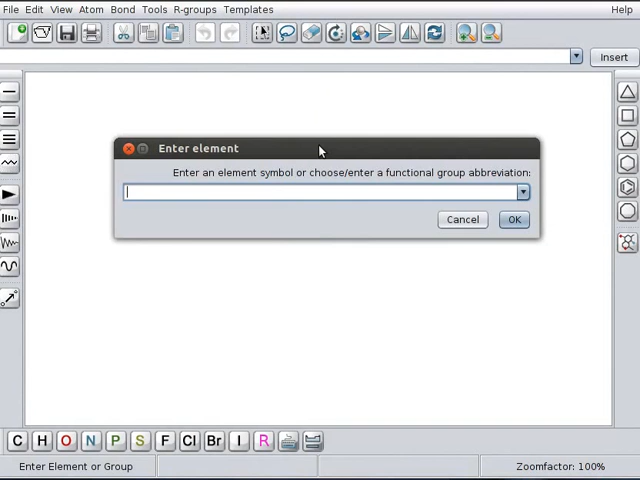 File Edit View Atom Bond Tools R-groups Templates Help
Insert
Enter element
Enter an element symbol or choose/enter a functional group abbreviation:
Cancel OK
C H O N P S F Cl Br I R
Enter Element or Group Zoomfactor: 100%